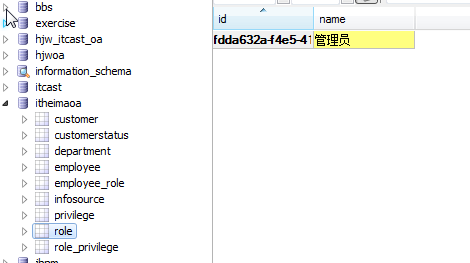 bbs
exercise
hjw_itcast_oa
hjwoa
information_schema
itcast
itheimaoa
customer
customerstatus
department
employee
employee_role
infosource
privilege
role
role_privilege
jbpm
id name
fdda632a-f4e5-41 管理员